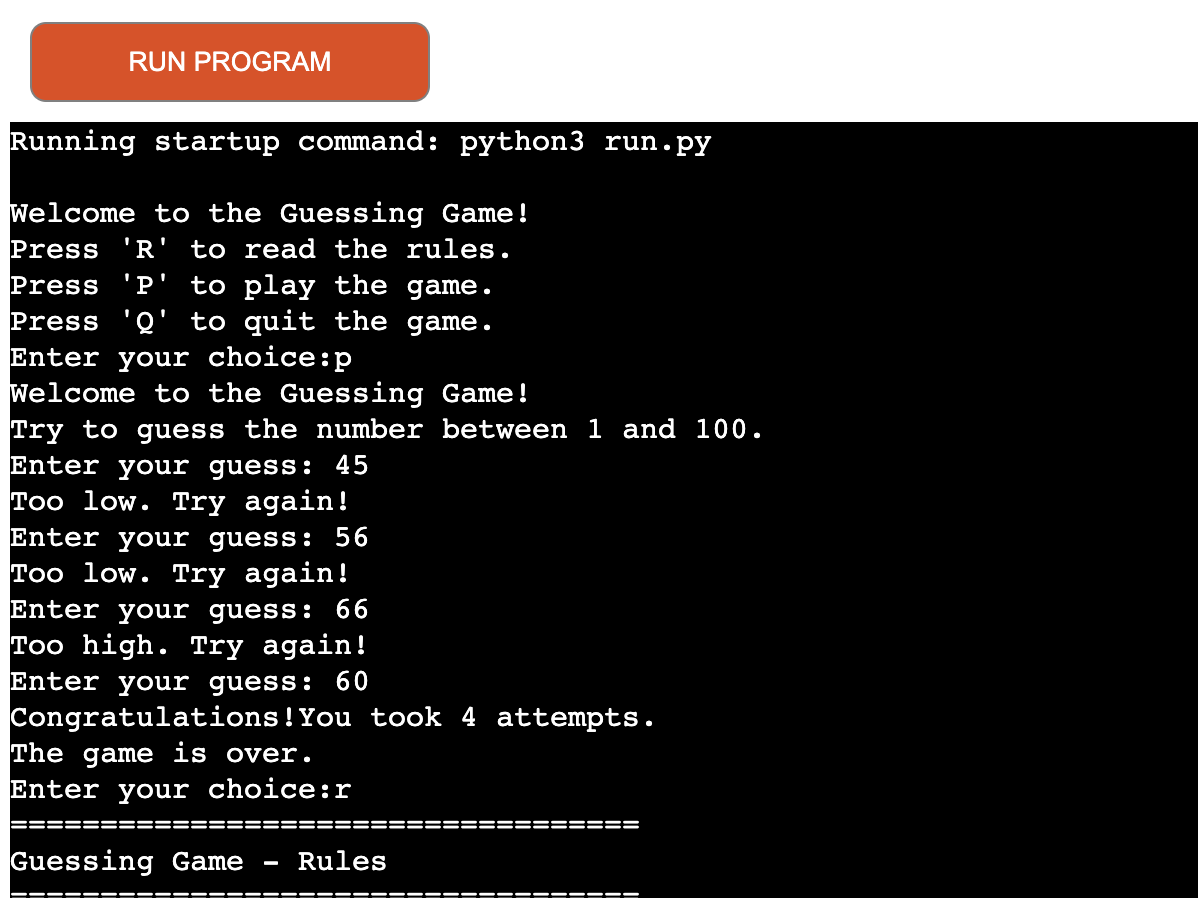 RUN PROGRAM
Running startup command: python3 run.py
Welcome to the Guessing Game!
Press 'R' to read the rules.
Press 'P' to play the game.
Press 'Q' to quit the game.
Enter your choice:p
Welcome to the Guessing Game!
Try to guess the number between 1 and 100.
Enter your guess: 45
Too low. Try again!
Enter your guess: 56
Too low. Try again!
Enter your guess: 66
Too high. Try again!
Enter your guess: 60
Congratulations!You took 4 attempts.
The game is over.
Enter your choice:r
===================================
Guessing Game - Rules
===================================